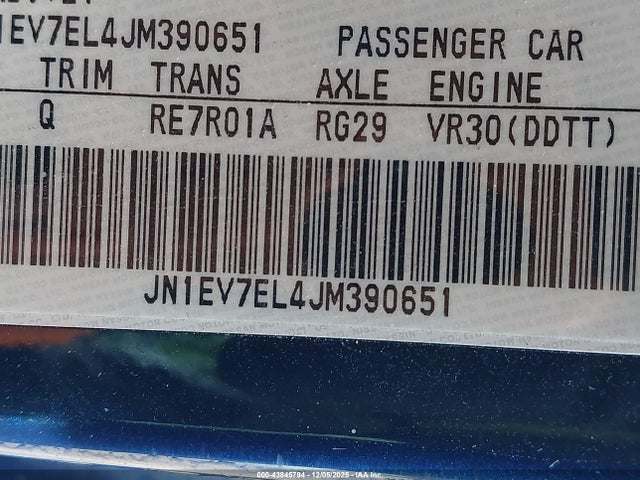 1EV7EL4JM390651 PASSENGER CAR
TRIM TRANS AXLE ENGINE
Q RE7R01A RG29 VR30(DDTT)
JN1EV7EL4JM390651
000-43845794 - 12/05/2025 - IAA Inc.